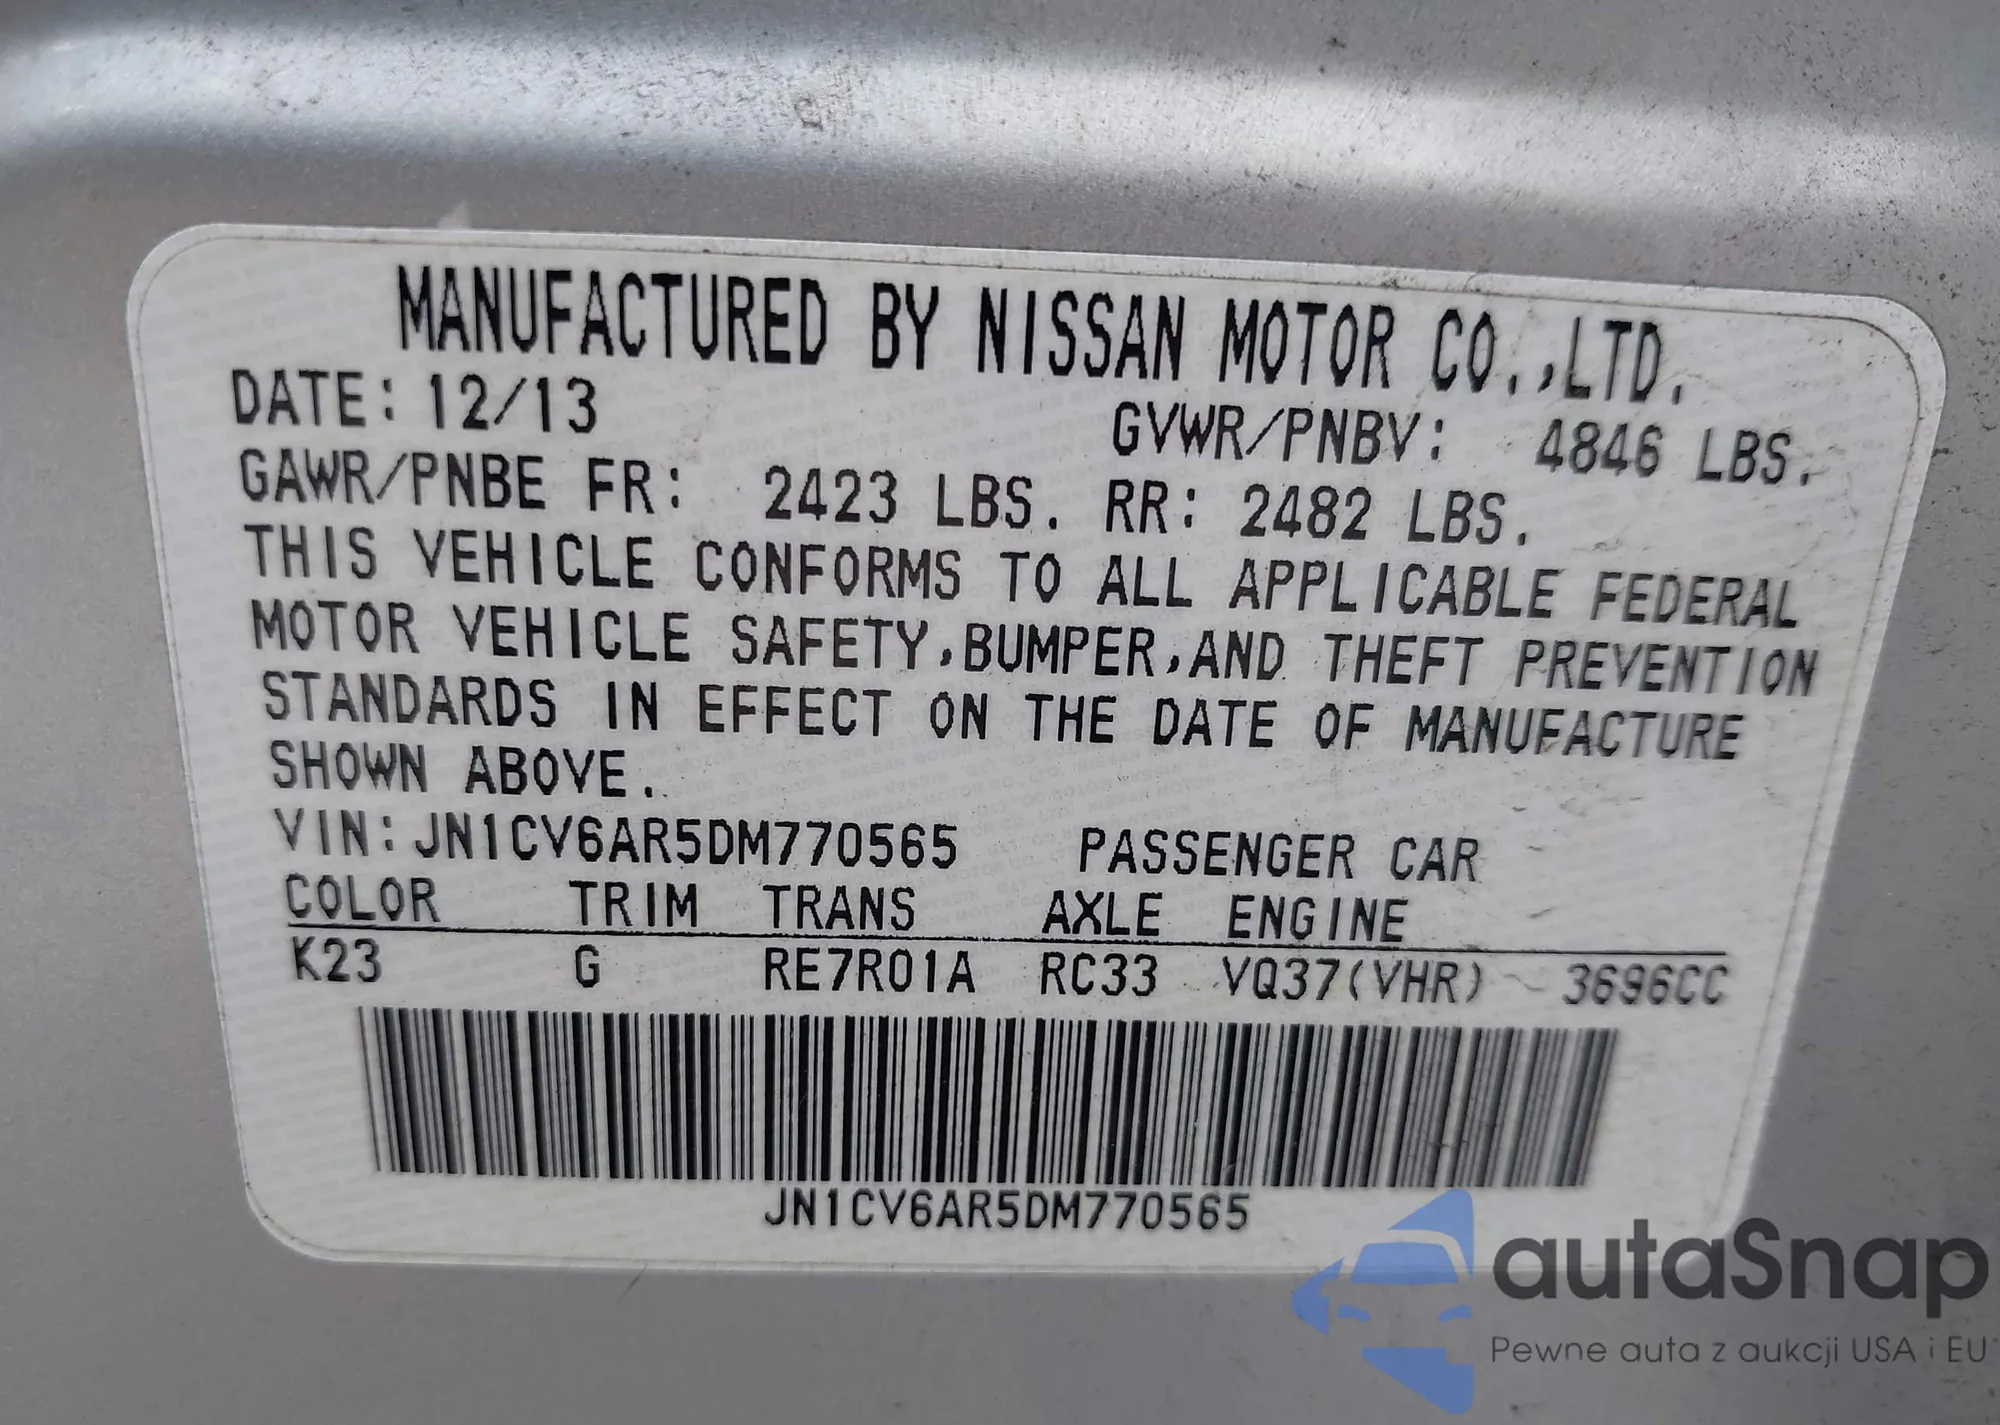 MANUFACTURED BY NISSAN MOTOR CO.,LTD.
DATE: 12/13 GVWR/PNBV: 4846 LBS.
GAWR/PNBE FR: 2423 LBS. RR: 2482 LBS.
THIS VEHICLE CONFORMS TO ALL APPLICABLE FEDERAL
MOTOR VEHICLE SAFETY,BUMPER,AND THEFT PREVENTION
STANDARDS IN EFFECT ON THE DATE OF MANUFACTURE
SHOWN ABOVE.
VIN:JN1CV6AR5DM770565 PASSENGER CAR
COLOR TRIM TRANS AXLE ENGINE
K23 G RE7R01A RC33 VQ37(VHR) 3696CC
JN1CV6AR5DM770565
autaSnap
Pewne auta z aukcji USA i EU